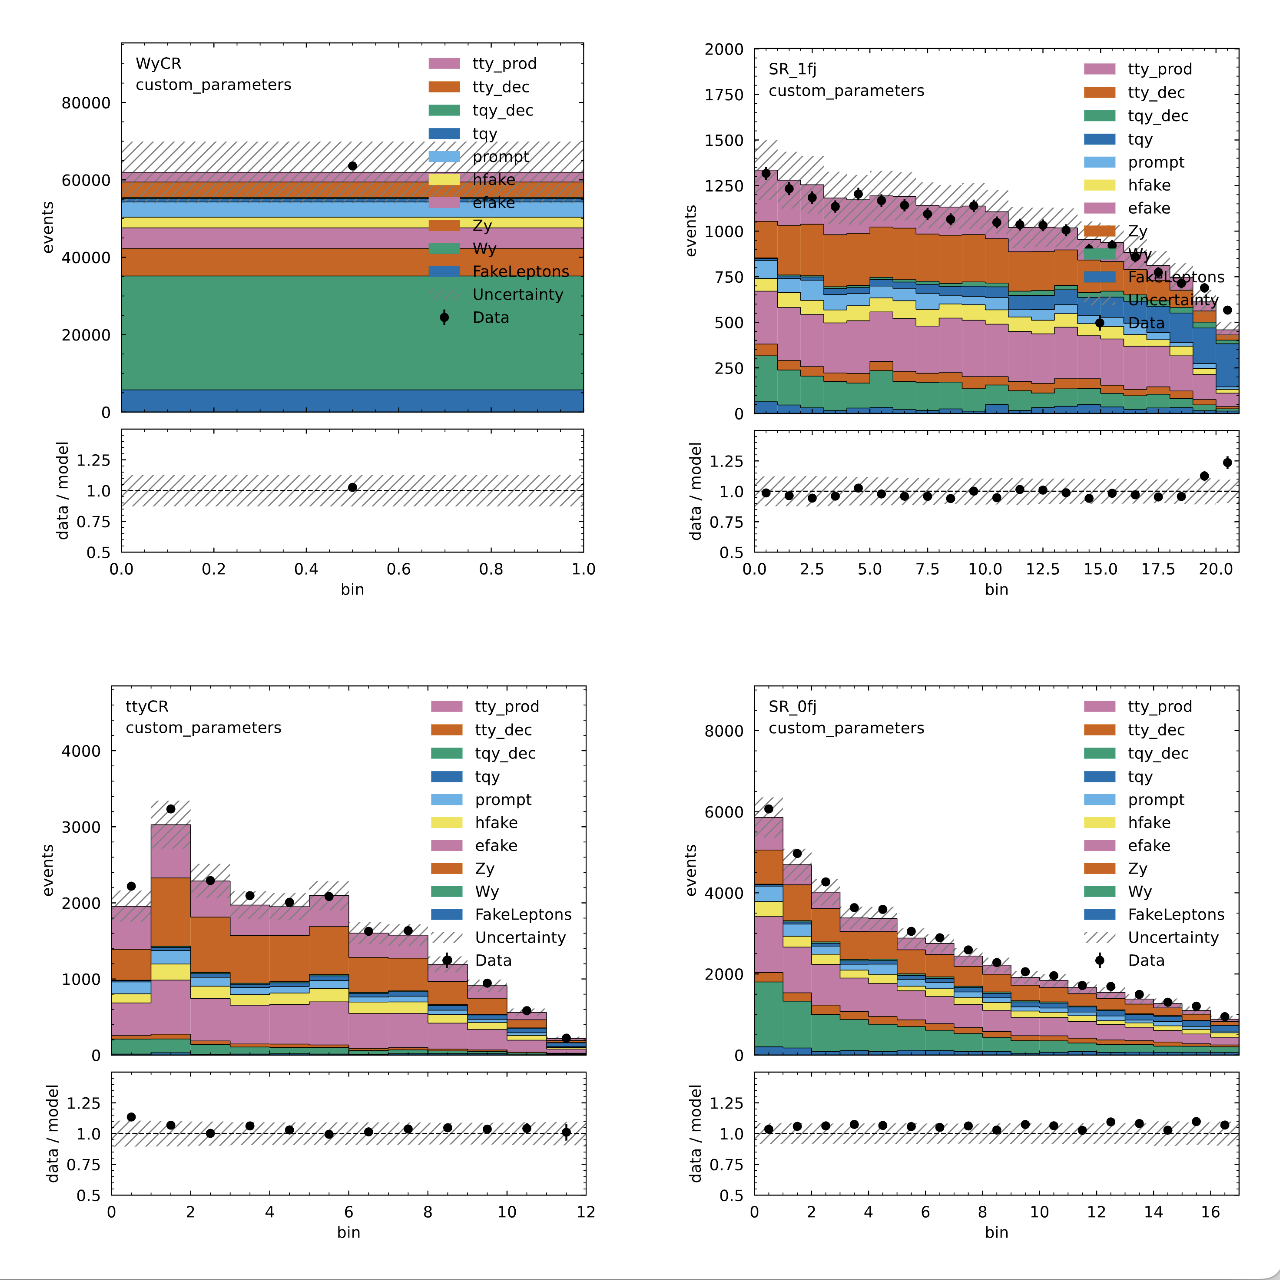 WyCR
custom_parameters
tty_prod
tty_dec
tqy_dec
tqy
prompt
hfake
efake
Zy
Wy
FakeLeptons
Uncertainty
Data
events
80000
60000
40000
20000
0
data / model
1.25
1.0
0.75
0.5
0.0 0.2 0.4 0.6 0.8 1.0
bin
SR_1fj
custom_parameters
tty_prod
tty_dec
tqy_dec
tqy
prompt
hfake
efake
Zy
Wy
FakeLeptons
Uncertainty
Data
events
2000
1750
1500
1250
1000
750
500
250
0
data / model
1.25
1.0
0.75
0.5
0.0 2.5 5.0 7.5 10.0 12.5 15.0 17.5 20.0
bin
ttyCR
custom_parameters
tty_prod
tty_dec
tqy_dec
tqy
prompt
hfake
efake
Zy
Wy
FakeLeptons
Uncertainty
Data
events
4000
3000
2000
1000
0
data / model
1.25
1.0
0.75
0.5
0 2 4 6 8 10 12
bin
SR_0fj
custom_parameters
tty_prod
tty_dec
tqy_dec
tqy
prompt
hfake
efake
Zy
Wy
FakeLeptons
Uncertainty
Data
events
8000
6000
4000
2000
0
data / model
1.25
1.0
0.75
0.5
0 2 4 6 8 10 12 14 16
bin